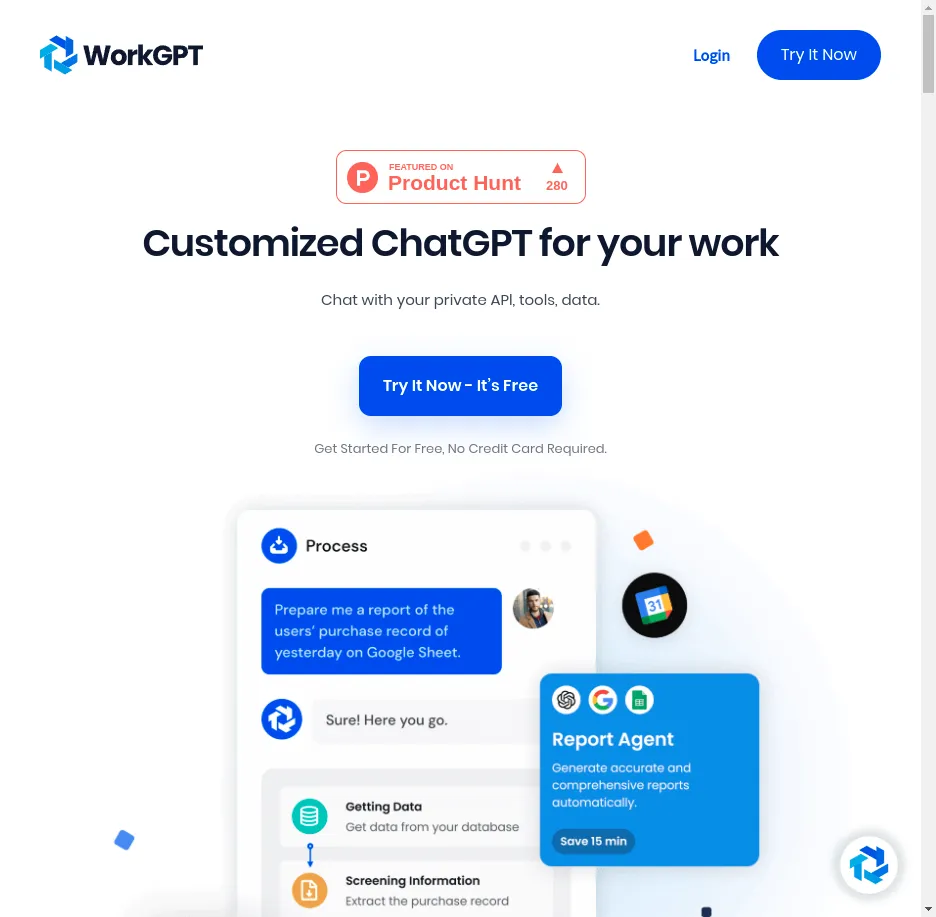 WorkGPT
Login
Try It Now
FEATURED ON
Product Hunt
280
Customized ChatGPT for your work
Chat with your private API, tools, data.
Try It Now - It's Free
Get Started For Free, No Credit Card Required.
Process
Prepare me a report of the
users' purchase record of
yesterday on Google Sheet.
31
Sure! Here you go.
Report Agent
Generate accurate and
comprehensive reports
automatically.
Save 15 min
Getting Data
Get data from your database
Screening Information
Extract the purchase record